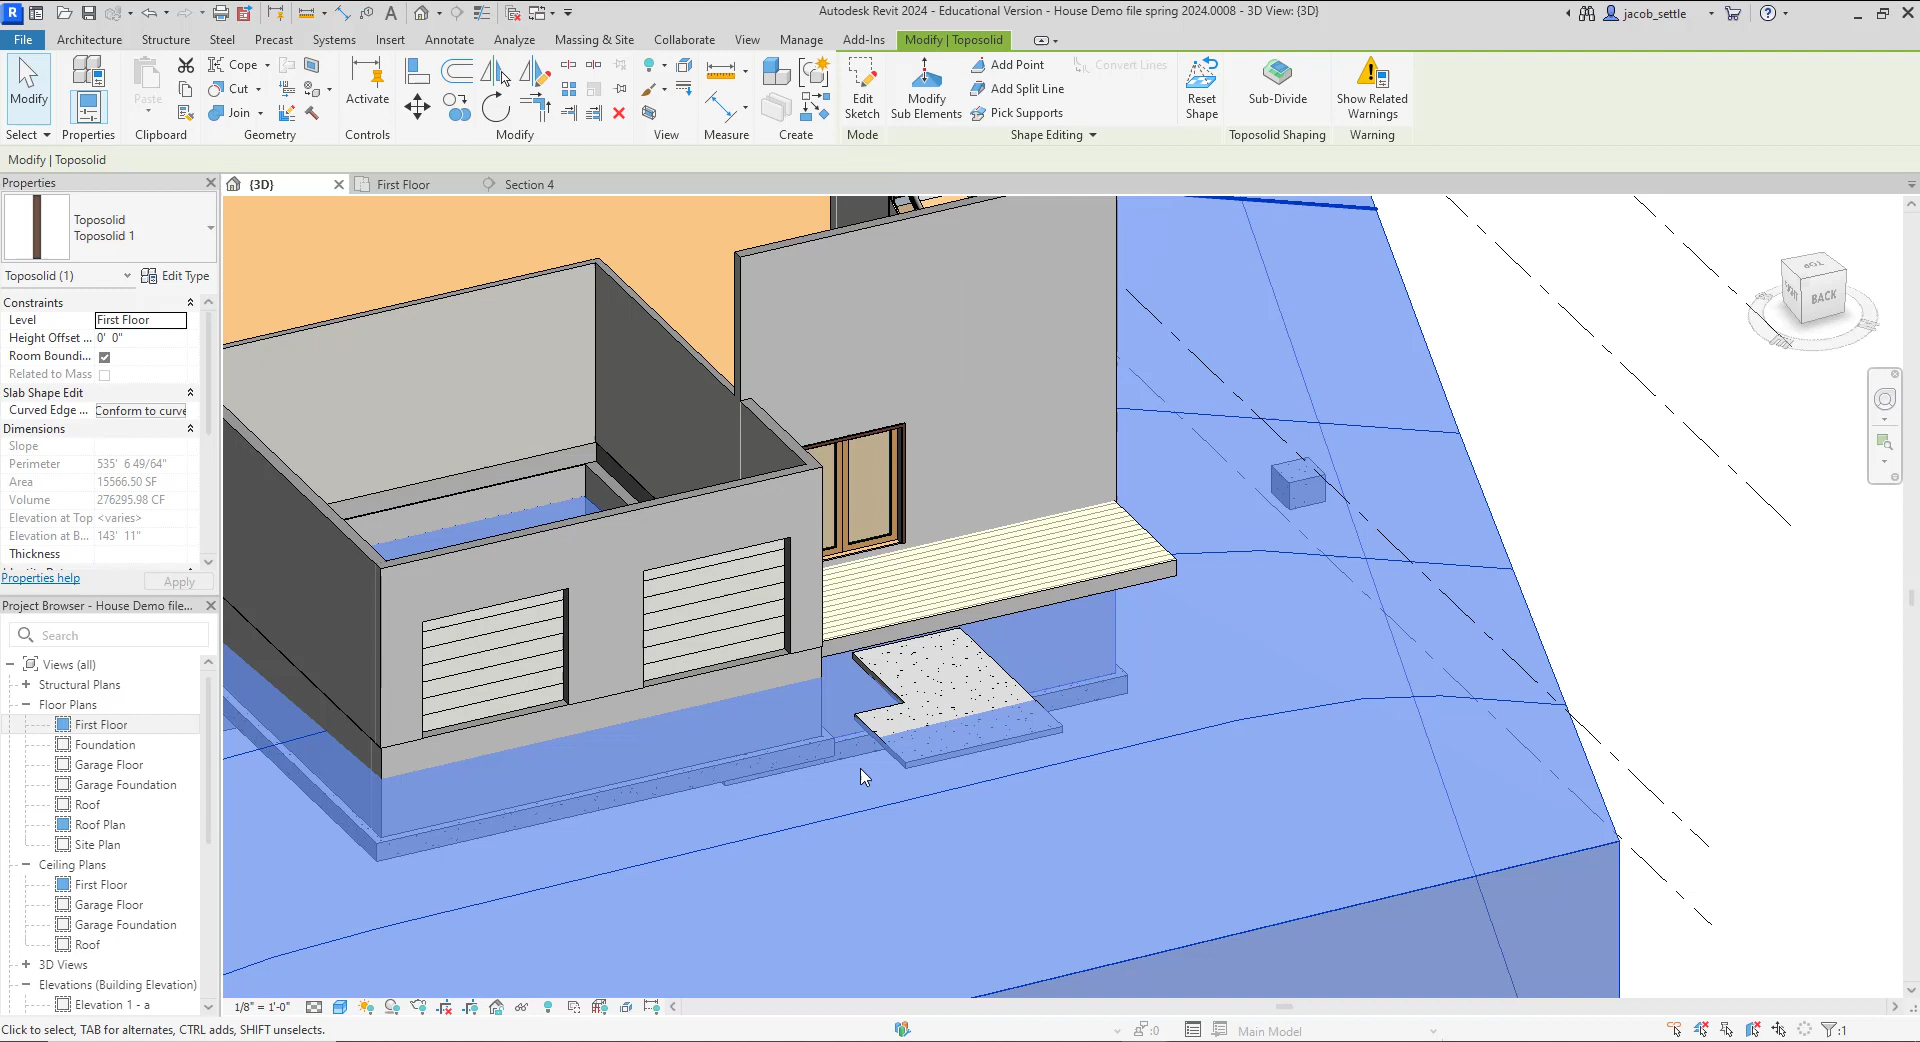 Autodesk Revit 2024 - Educational Version - House Demo file spring 2024.0008 - 3D View: {3D}
jacob_settle
File Architecture Structure Steel Precast Systems Insert Annotate Analyze Massing & Site Collaborate View Manage Add-Ins Modify | Toposolid
Cope Add Point Convert Lines
Cut Add Split Line
Modify Paste Join Activate Edit Sketch Modify Sub Elements Pick Supports Reset Shape Sub-Divide Show Related Warnings
Select Properties Clipboard Geometry Controls Modify View Measure Create Mode Shape Editing Toposolid Shaping Warning
Modify | Toposolid
Properties
{3D} First Floor Section 4
Toposolid
Toposolid 1
Toposolid (1) Edit Type
Constraints
Level First Floor
Height Offset ... 0' 0"
Room Boundi...
Related to Mass
Slab Shape Edit
Curved Edge ... Conform to curve
Dimensions
Slope
Perimeter 535' 6 49/64"
Area 15566.50 SF
Volume 276295.98 CF
Elevation at Top <varies>
Elevation at B... 143' 11"
Thickness
Properties help Apply
Project Browser - House Demo file...
Search
Views (all)
Structural Plans
Floor Plans
First Floor
Foundation
Garage Floor
Garage Foundation
Roof
Roof Plan
Site Plan
Ceiling Plans
First Floor
Garage Floor
Garage Foundation
Roof
3D Views
Elevations (Building Elevation)
Elevation 1 - a
TOP
BACK
1/8" = 1'-0"
Click to select, TAB for alternates, CTRL adds, SHIFT unselects.
:0 Main Model :1